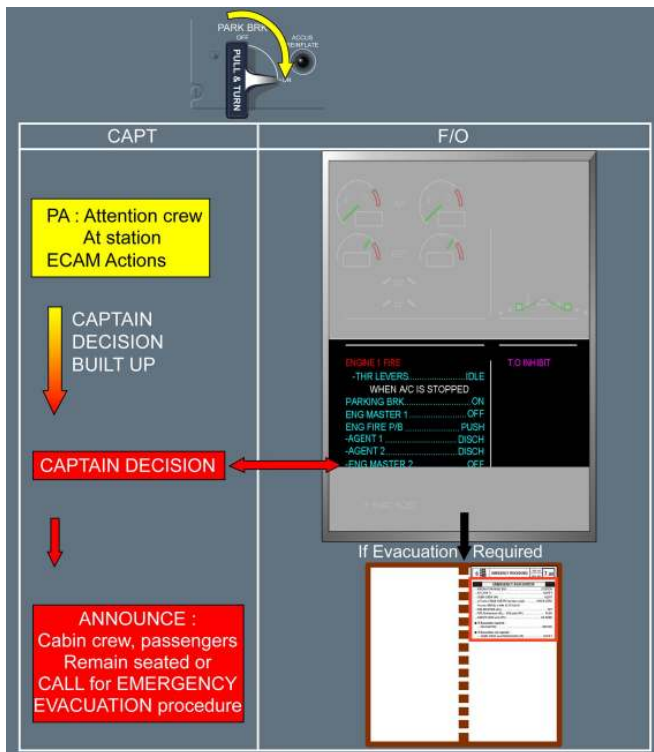 PARK BRK
OFF
ACCUS
REINFLATE
PULL & TURN
ON
CAPT
F/O
PA : Attention crew
At station
ECAM Actions
CAPTAIN
DECISION
BUILT UP
CAPTAIN DECISION
ANNOUNCE :
Cabin crew, passengers
Remain seated or
CALL for EMERGENCY
EVACUATION procedure
ENGINE 1 FIRE
-THR LEVERS......................IDLE
WHEN A/C IS STOPPED
PARKING BRK......................ON
ENG MASTER 1......................OFF
ENG FIRE P/B......................PUSH
-AGENT 1......................DISCH
-AGENT 2......................DISCH
-ENG MASTER 2......................OFF
T.O INHIBIT
If Evacuation Required
EMERGENCY EVACUATION